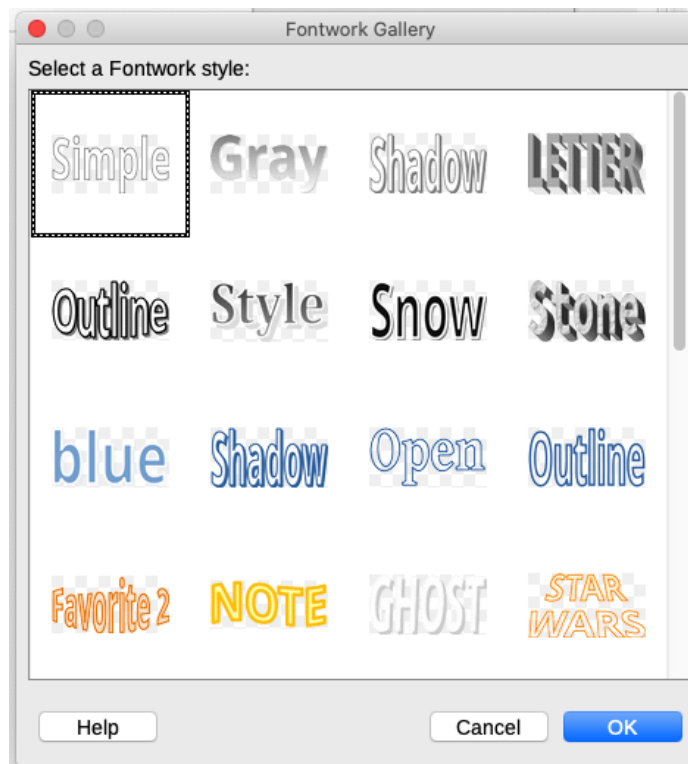 Fontwork Gallery
Select a Fontwork style:
Simple Gray Shadow LETTER
Outline Style Snow Stone
blue Shadow Open Outline
Favorite 2 NOTE GHOST STAR WARS
Help Cancel OK